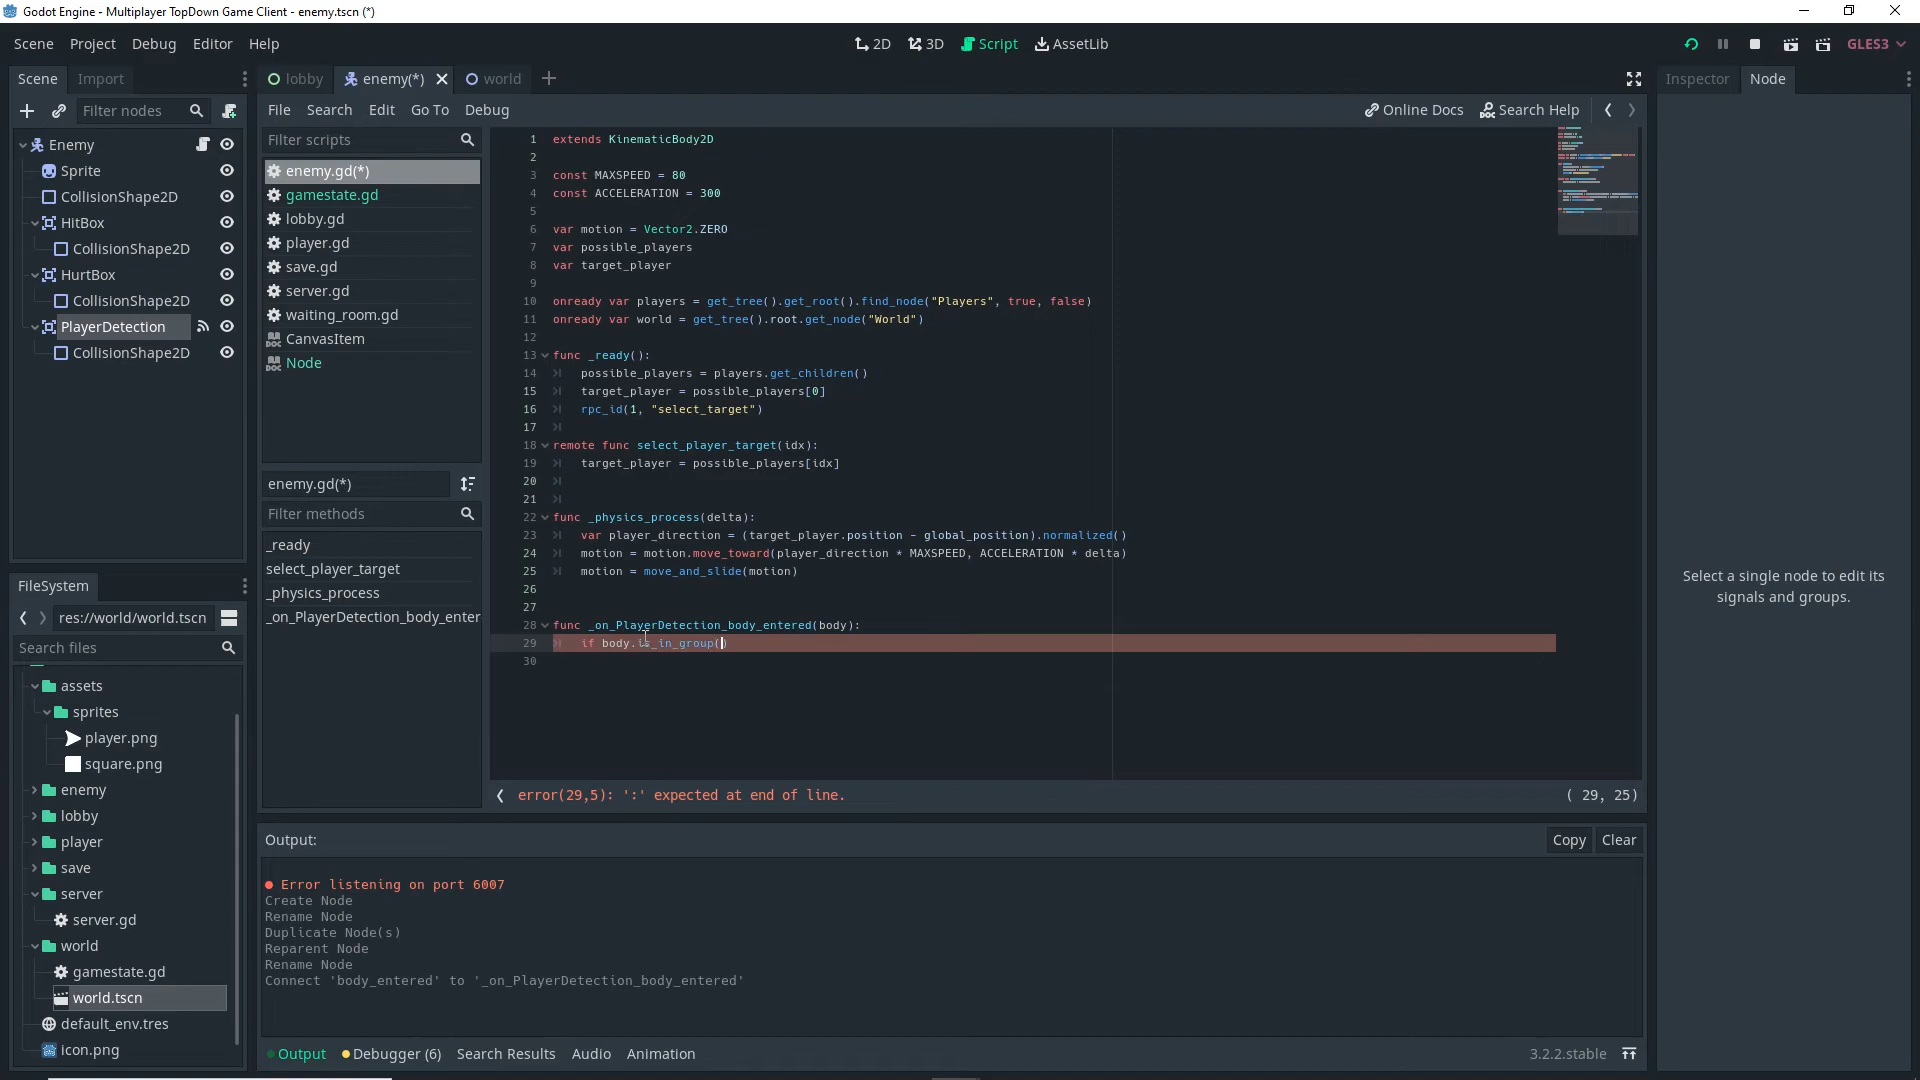 Godot Engine - Multiplayer TopDown Game Client - enemy.tscn (*)
Scene Project Debug Editor Help
2D 3D Script AssetLib
GLES3
Scene Import
lobby enemy(*) world
Inspector Node
Filter nodes
File Search Edit Go To Debug
Online Docs Search Help
Enemy
Sprite
CollisionShape2D
HitBox
CollisionShape2D
HurtBox
CollisionShape2D
PlayerDetection
CollisionShape2D
Filter scripts
enemy.gd(*)
gamestate.gd
lobby.gd
player.gd
save.gd
server.gd
waiting_room.gd
CanvasItem
Node
enemy.gd(*)
Filter methods
_ready
select_player_target
_physics_process
_on_PlayerDetection_body_enter
1 extends KinematicBody2D
2
3 const MAXSPEED = 80
4 const ACCELERATION = 300
5
6 var motion = Vector2.ZERO
7 var possible_players
8 var target_player
9
10 onready var players = get_tree().get_root().find_node("Players", true, false)
11 onready var world = get_tree().root.get_node("World")
12
13 func _ready():
14 possible_players = players.get_children()
15 target_player = possible_players[0]
16 rpc_id(1, "select_target")
17
18 remote func select_player_target(idx):
19 target_player = possible_players[idx]
20
21
22 func _physics_process(delta):
23 var player_direction = (target_player.position - global_position).normalized()
24 motion = motion.move_toward(player_direction * MAXSPEED, ACCELERATION * delta)
25 motion = move_and_slide(motion)
26
27
28 func _on_PlayerDetection_body_entered(body):
29 if body.is_in_group()
30
error(29,5): ':' expected at end of line.
( 29, 25)
Select a single node to edit its
signals and groups.
FileSystem
res://world/world.tscn
Search files
assets
sprites
player.png
square.png
enemy
lobby
player
save
server
server.gd
world
gamestate.gd
world.tscn
default_env.tres
icon.png
Output:
Copy Clear
Error listening on port 6007
Create Node
Rename Node
Duplicate Node(s)
Reparent Node
Rename Node
Connect 'body_entered' to '_on_PlayerDetection_body_entered'
Output Debugger (6) Search Results Audio Animation
3.2.2.stable